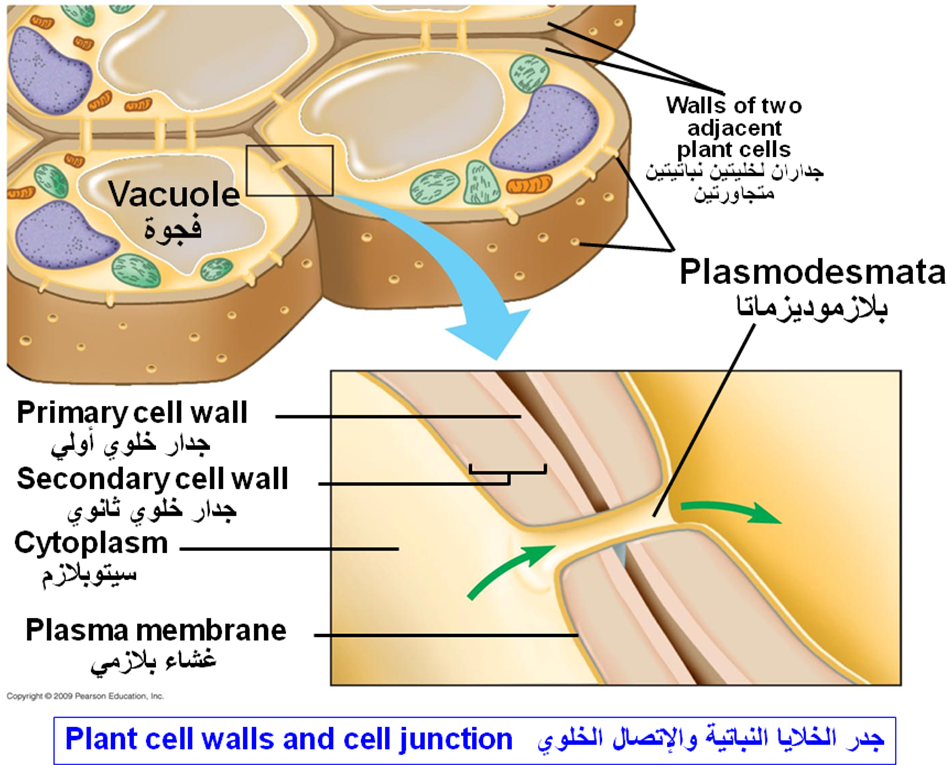 Walls of two
adjacent
plant cells
جداران لخليتين نباتيتين
متجاورتين
Vacuole
فجوة
Plasmodesmata
بلازموديزماتا
Primary cell wall
جدار خلوي أولي
Secondary cell wall
جدار خلوي ثانوي
Cytoplasm
سيتوبلازم
Plasma membrane
غشاء بلازمي
Copyright © 2009 Pearson Education, Inc.
Plant cell walls and cell junction جدر الخلايا النباتية والإتصال الخلوي